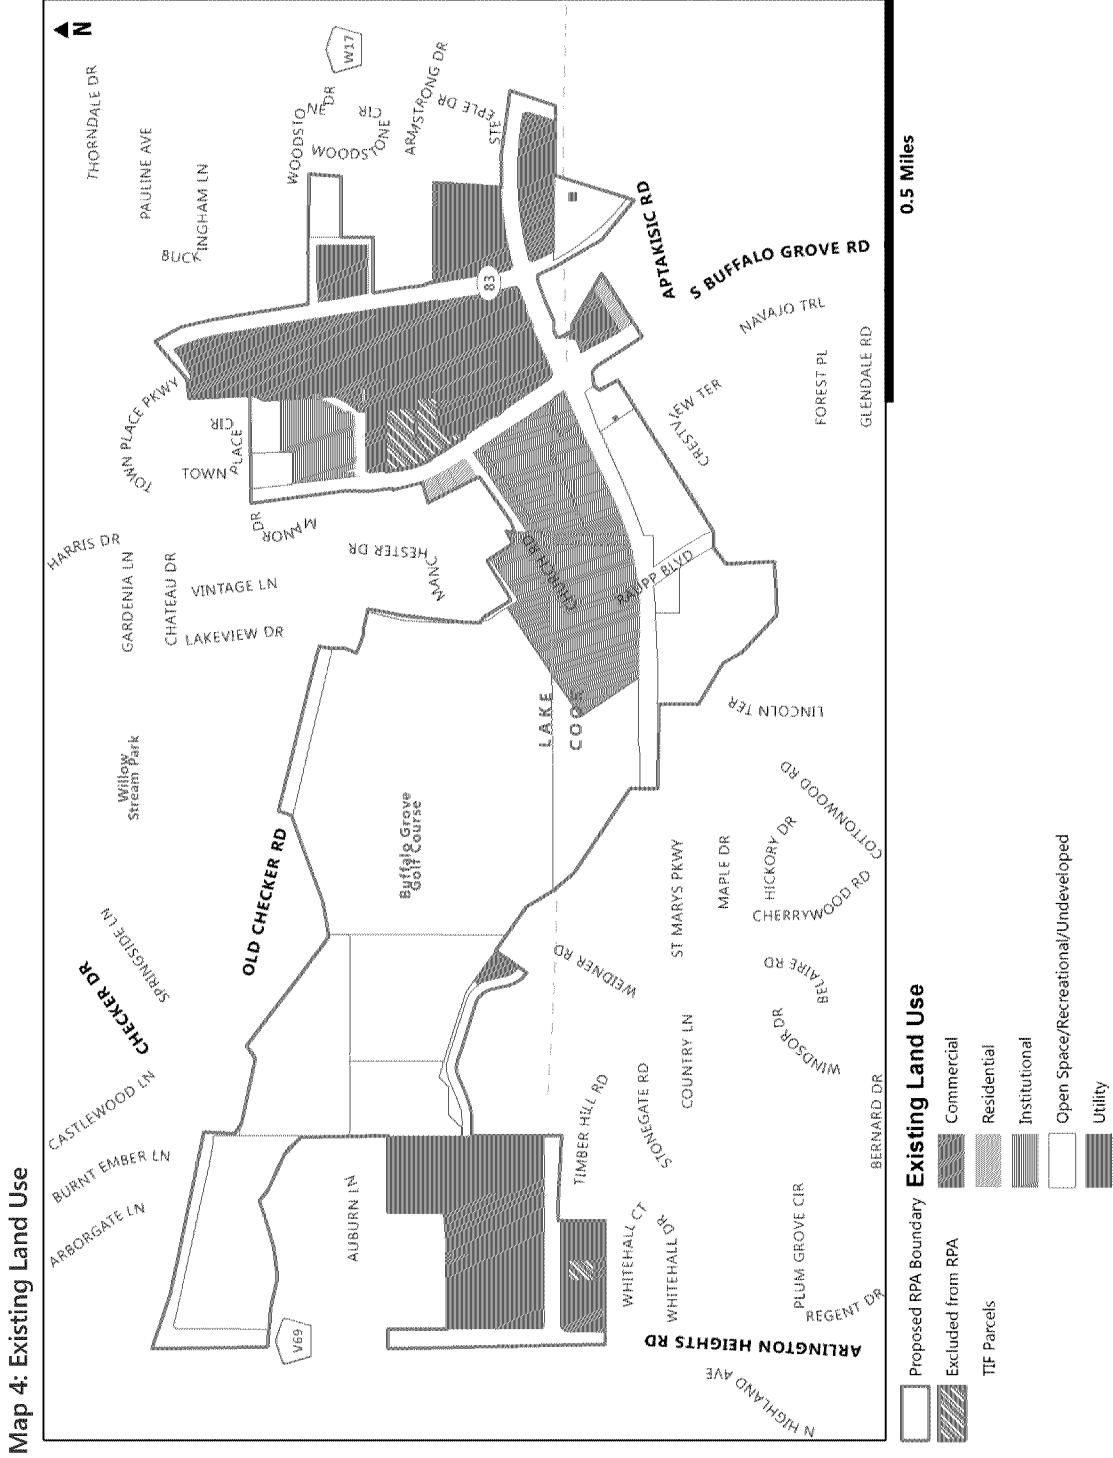 Map 4: Existing Land Use
N
THORNDALE DR
PAULINE AVE
BUCKINGHAM LN
WOODSTONE DR
WOODSTONE CIR
W17
ARMSTRONG DR
STEEPLE DR
TOWN PLACE PKWY
TOWN PLACE CIR
83
APTAKISIC RD
S BUFFALO GROVE RD
NAVAJO TRL
FOREST PL
GLENDALE RD
CRESTVIEW TER
HARRIS DR
GARDENIA LN
CHATEAU DR
VINTAGE LN
LAKEVIEW DR
MANOR DR
MANCHESTER DR
CHURCH RD
RAUPP BLVD
LAKE
COOK
LINCOLN TER
Willow
Stream Park
OLD CHECKER RD
Buffalo Grove
Golf Course
SPRINGSIDE LN
CHECKER DR
CASTLEWOOD LN
BURNT EMBER LN
ARBORGATE LN
AUBURN LN
V69
WEIDNER RD
ST MARYS PKWY
MAPLE DR
HICKORY DR
COTTONWOOD RD
CHERRYWOOD RD
BELAIRE RD
WINDSOR DR
COUNTRY LN
STONEGATE RD
TIMBER HILL RD
BERNARD DR
WHITEHALL CT
WHITEHALL DR
PLUM GROVE CIR
REGENT DR
ARLINGTON HEIGHTS RD
N HIGHLAND AVE
0.5 Miles
Proposed RPA Boundary
Excluded from RPA
TIF Parcels
Existing Land Use
Commercial
Residential
Institutional
Open Space/Recreational/Undeveloped
Utility